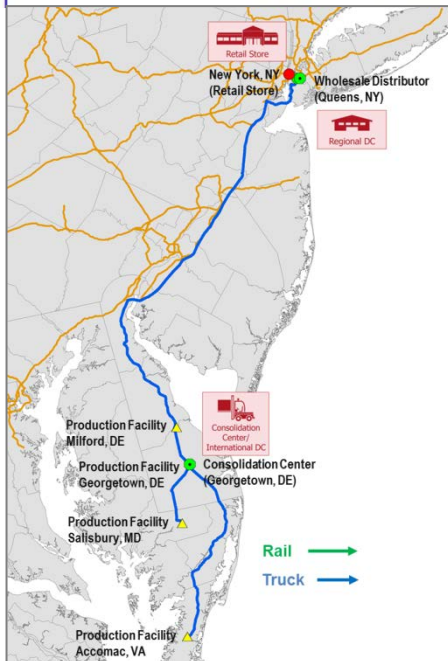 Retail Store
New York, NY
(Retail Store)
Wholesale Distributor
(Queens, NY)
Regional DC
Consolidation
Center/
International DC
Production Facility
Milford, DE
Production Facility
Georgetown, DE
Consolidation Center
(Georgetown, DE)
Production Facility
Salisbury, MD
Rail
Truck
Production Facility
Accomac, VA